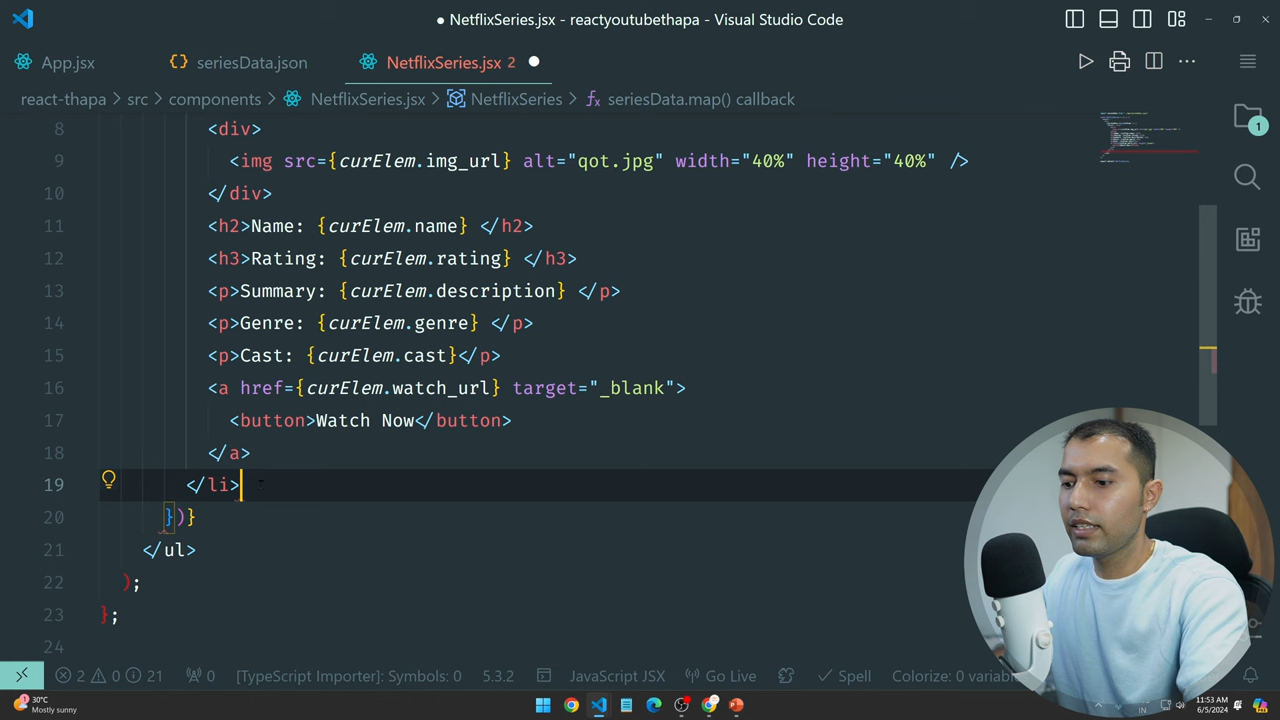 ● NetflixSeries.jsx - reactyoutubethapa - Visual Studio Code
App.jsx
{} seriesData.json
NetflixSeries.jsx 2 ●
react-thapa > src > components > NetflixSeries.jsx > NetflixSeries > seriesData.map() callback
8 <div>
9 <img src={curElem.img_url} alt="qot.jpg" width="40%" height="40%" />
10 </div>
11 <h2>Name: {curElem.name} </h2>
12 <h3>Rating: {curElem.rating} </h3>
13 <p>Summary: {curElem.description} </p>
14 <p>Genre: {curElem.genre} </p>
15 <p>Cast: {curElem.cast}</p>
16 <a href={curElem.watch_url} target="_blank">
17 <button>Watch Now</button>
18 </a>
19 </li>
20 })}
21 </ul>
22 );
23 };
24
1
2 0 21 0 [TypeScript Importer]: Symbols: 0 5.3.2 JavaScript JSX Go Live Spell Colorize: 0 variab
30°C
Mostly sunny
IN
11:53 AM
6/5/2024